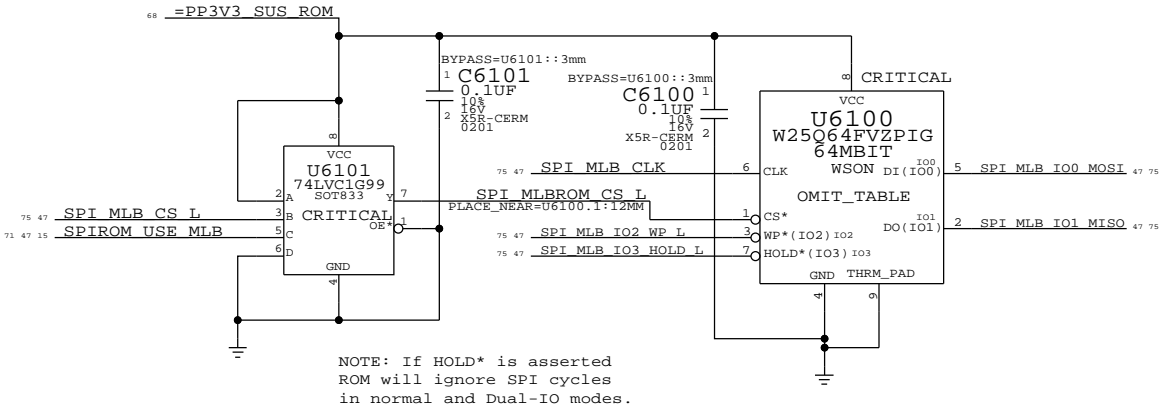 68 =PP3V3_SUS_ROM
BYPASS=U6101::3mm
1 C6101
0.1UF
10%
16V
2 X5R-CERM
0201
BYPASS=U6100::3mm
C6100 1
0.1UF
10%
16V
X5R-CERM 2
0201
8 CRITICAL
VCC
U6100
W25Q64FVZPIG
64MBIT
WSON
OMIT_TABLE
75 47 SPI_MLB_CLK 6 CLK
IO0
DI(IO0) 5 SPI_MLB_IO0_MOSI 47 75
8
VCC
U6101
74LVC1G99
SOT833
CRITICAL
2 A
Y 7 SPI_MLBROM_CS_L
PLACE_NEAR=U6100.1:12MM
1 CS*
75 47 SPI_MLB_CS_L 3 B
OE* 1
71 47 15 SPIROM_USE_MLB 5 C
6 D
GND
4
IO1
DO(IO1) 2 SPI_MLB_IO1_MISO 47 75
75 47 SPI_MLB_IO2_WP_L 3 WP*(IO2) IO2
75 47 SPI_MLB_IO3_HOLD_L 7 HOLD*(IO3) IO3
GND THRM_PAD
4 9
NOTE: If HOLD* is asserted
ROM will ignore SPI cycles
in normal and Dual-IO modes.